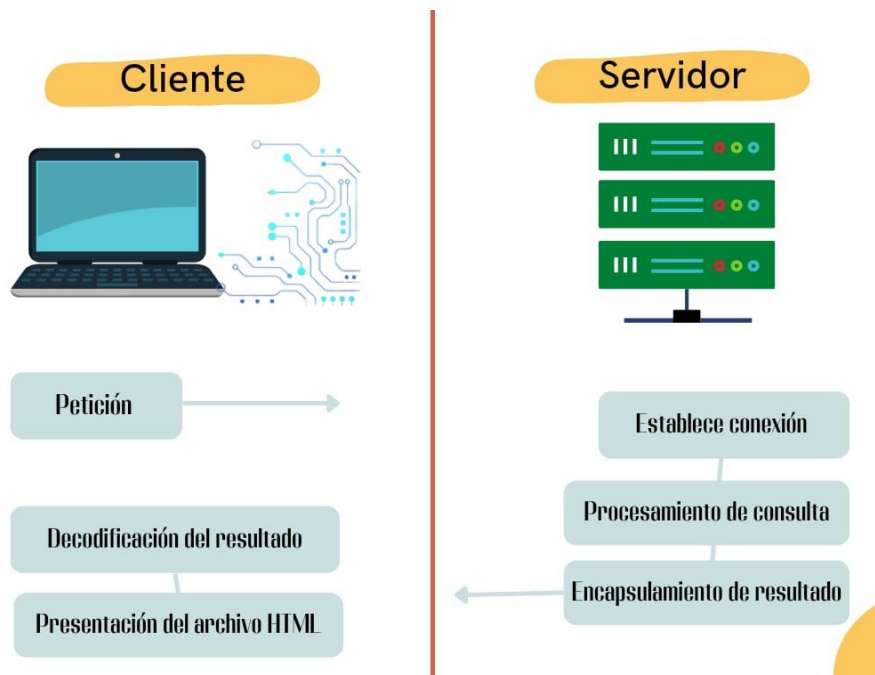 Cliente
Servidor
Petición
Establece conexión
Procesamiento de consulta
Encapsulamiento de resultado
Decodificación del resultado
Presentación del archivo HTML